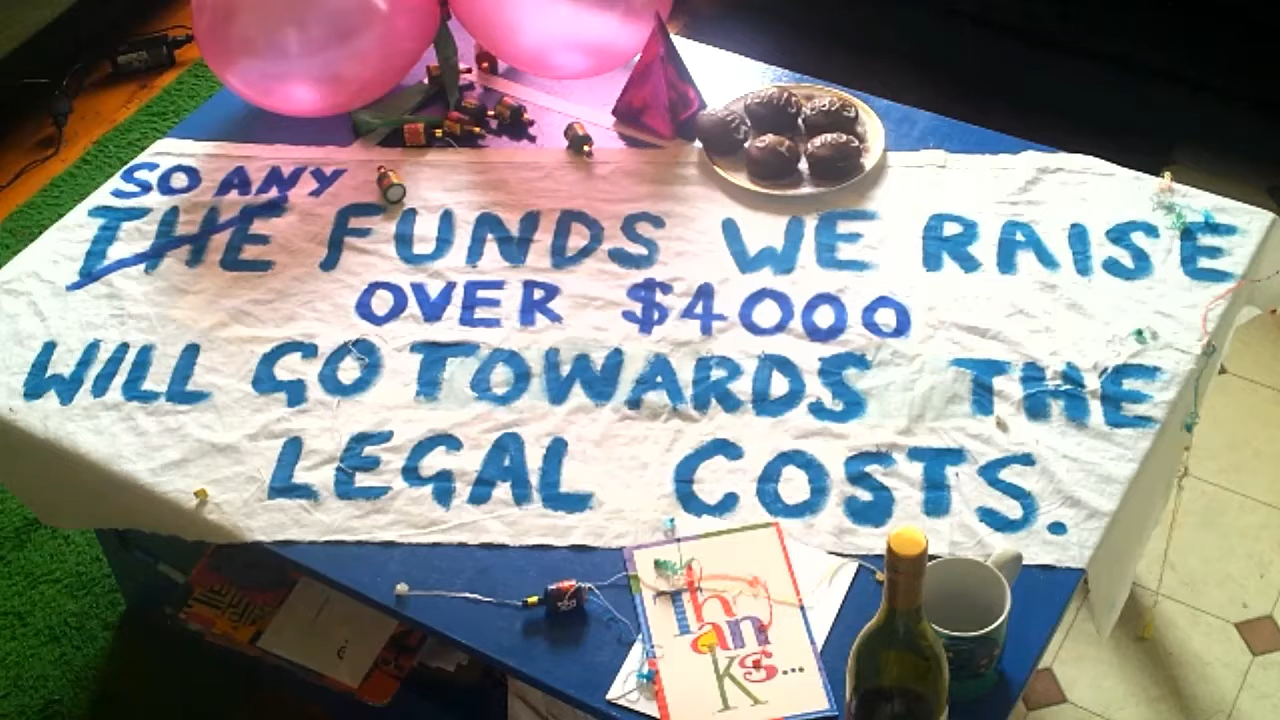 SO ANY
THE FUNDS WE RAISE
OVER $4000
WILL GO TOWARDS THE
LEGAL COSTS.
Thanks...